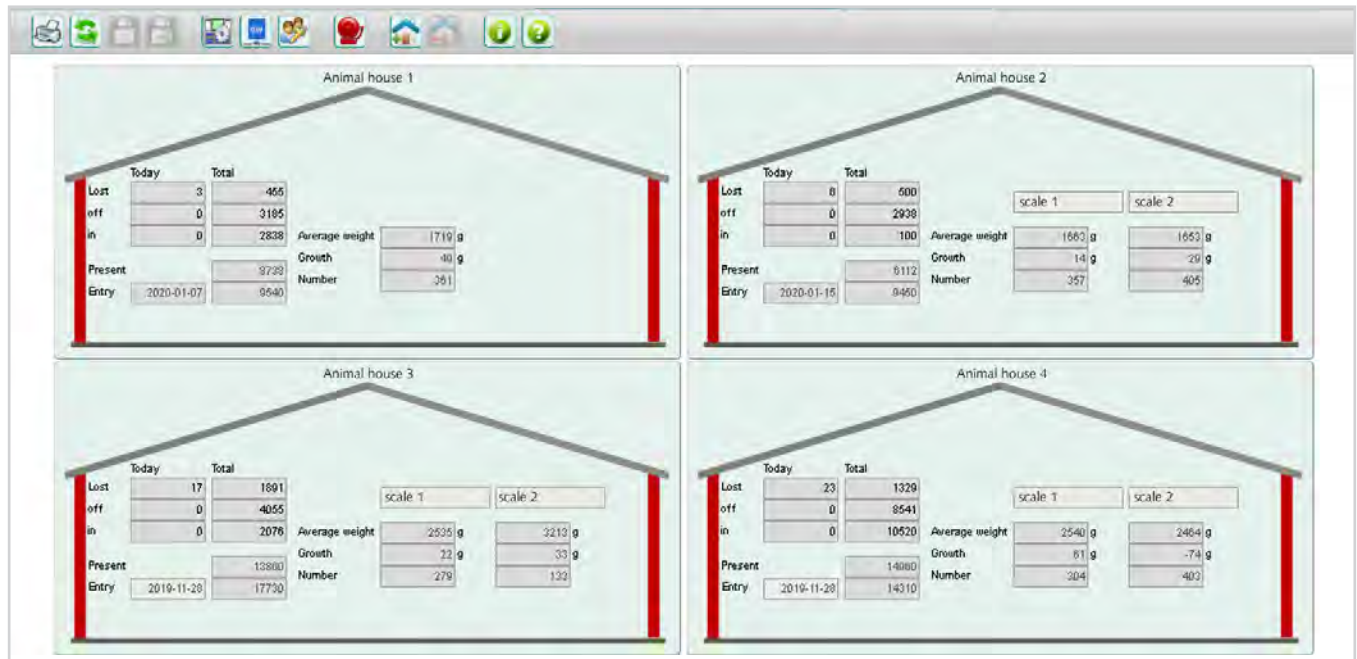 GW
i
?
Animal house 1
Today Total
Lost 3 455
off 0 3185
in 0 2838 Average weight 1719 g
Growth 40 g
Present 8738
Number 361
Entry 2020-01-07 9540
Animal house 2
Today Total
Lost 8 500
scale 1 scale 2
off 0 2938
in 0 100 Average weight 1663 g 1653 g
Growth 14 g 29 g
Present 6112
Number 357 405
Entry 2020-01-15 9450
Animal house 3
Today Total
Lost 17 1891
scale 1 scale 2
off 0 4055
in 0 2076 Average weight 2535 g 3213 g
Growth 22 g 33 g
Present 13860
Number 279 133
Entry 2019-11-28 17730
Animal house 4
Today Total
Lost 23 1329
scale 1 scale 2
off 0 8541
in 0 10520 Average weight 2540 g 2464 g
Growth 61 g -74 g
Present 14960
Number 304 403
Entry 2019-11-28 14310